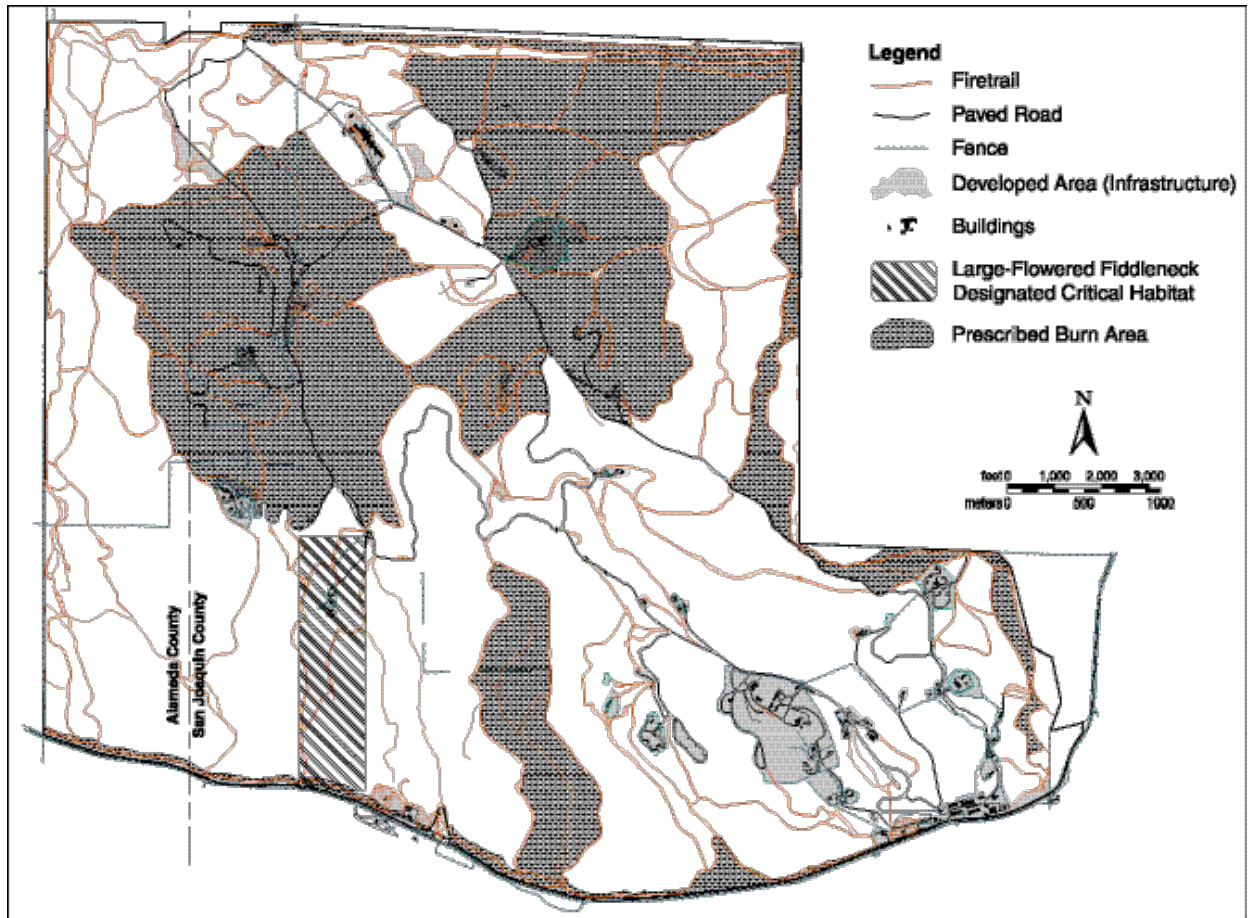 Legend
Firetrail
Paved Road
Fence
Developed Area (Infrastructure)
Buildings
Large-Flowered Fiddleneck
Designated Critical Habitat
Prescribed Burn Area
N
feet 0 1,000 2,000 3,000
meters 0 500 1000
Alameda County
San Joaquin County